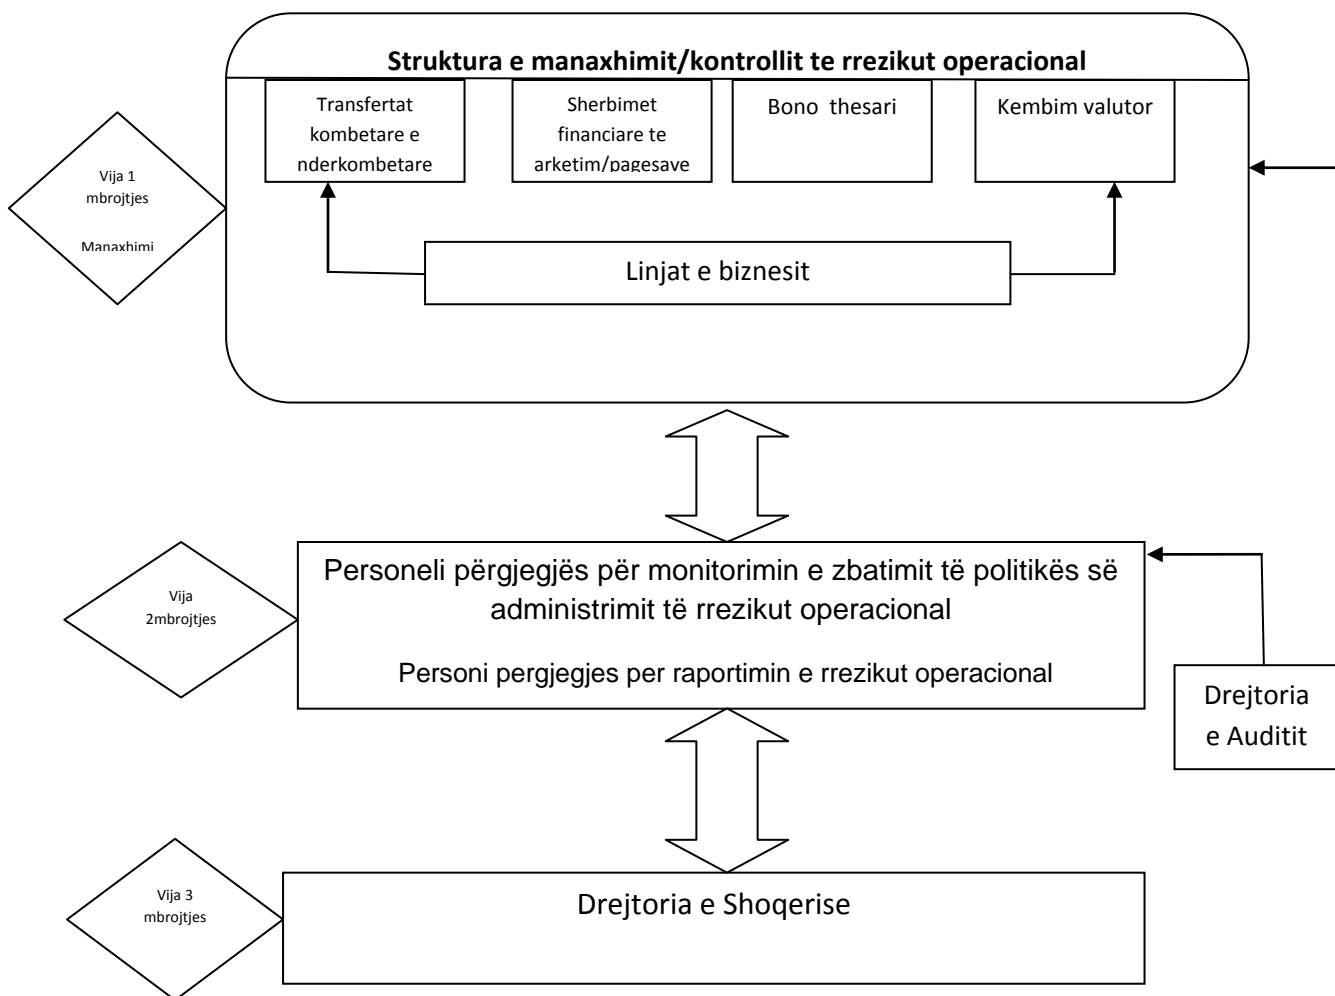 Struktura e manaxhimit/kontrollit te rrezikut operacional
Transfertat
kombetare e
nderkombetare
Sherbimet
financiare te
arketim/pagesave
Bono thesari
Kembim valutor
Vija 1
mbrojtjes
Manaxhimi
Linjat e biznesit
Vija
2mbrojtjes
Personeli përgjegjës për monitorimin e zbatimit të politikës së
administrimit të rrezikut operacional
Personi pergjegjes per raportimin e rrezikut operacional
Drejtoria
e Auditit
Vija 3
mbrojtjes
Drejtoria e Shoqerise